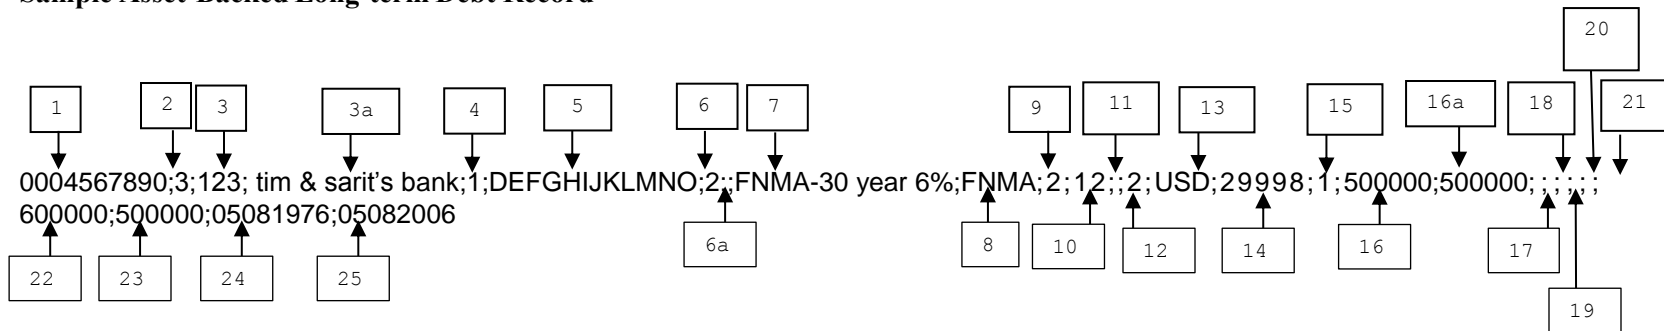 Sample Asset-Backed Long-term Debt Record
20
1 2 3 3a 4 5 6 7 9 11 13 15 16a 18 21
0004567890;3;123; tim & sarit's bank;1;DEFGHIJKLMNO;2;;FNMA-30 year 6%;FNMA;2;12;;2;USD;29998;1;500000;500000;;;;;;
600000;500000;05081976;05082006
22 23 24 25 6a 8 10 12 14 16 17
19